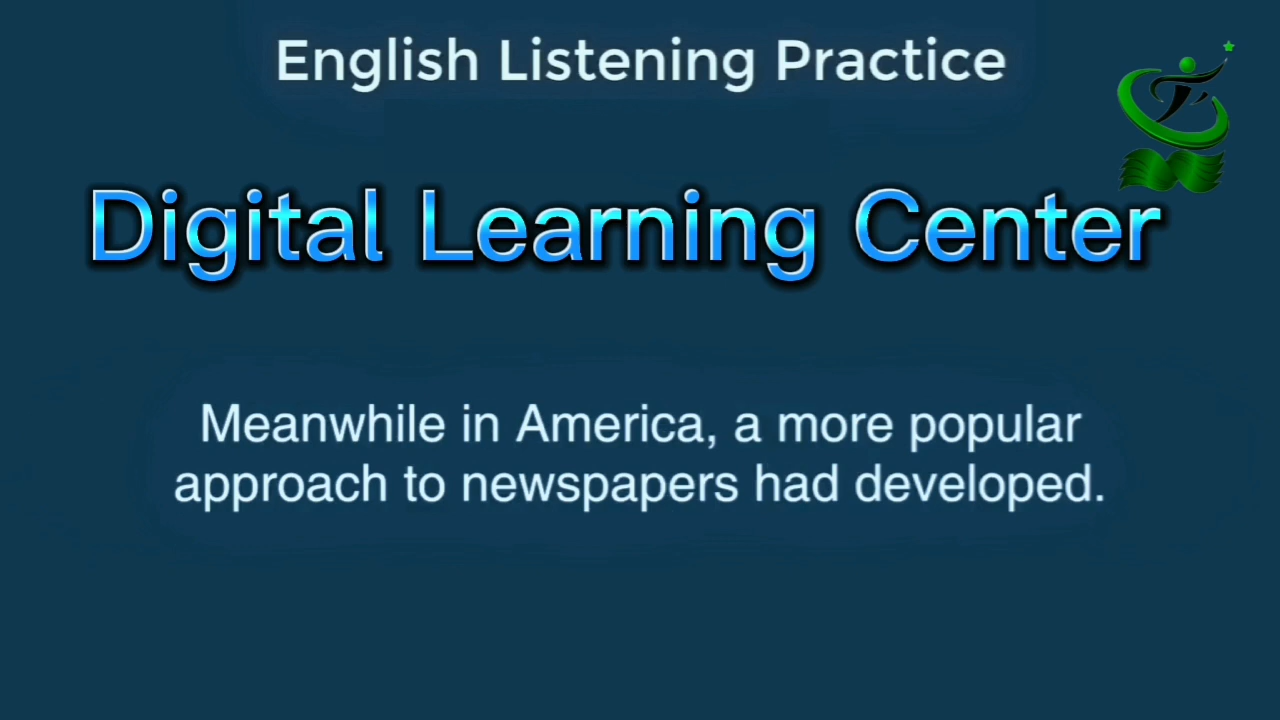 English Listening Practice
Digital Learning Center
Meanwhile in America, a more popular
approach to newspapers had developed.